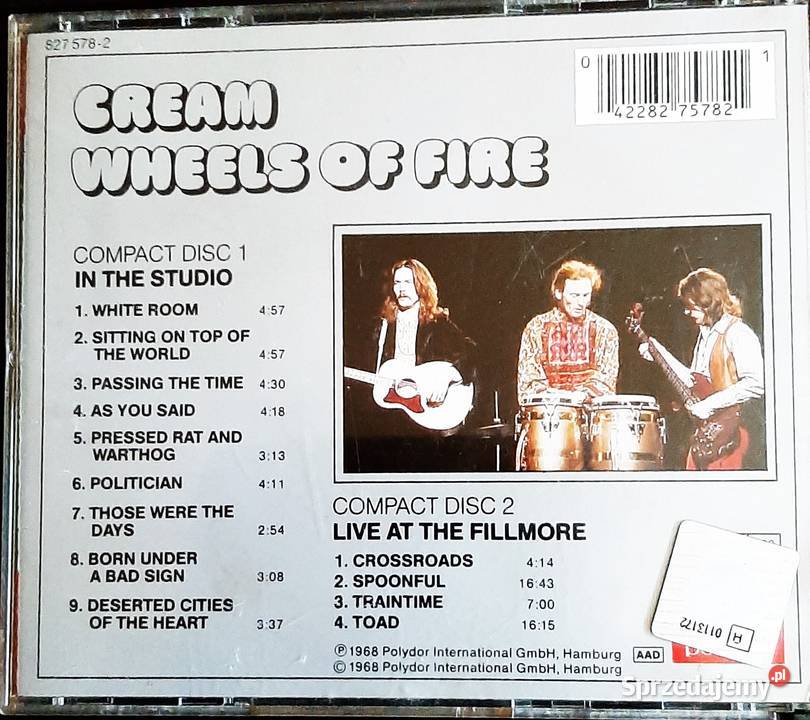 827 578-2
0 1
42282 75782
CREAM
WHEELS OF FIRE
COMPACT DISC 1
IN THE STUDIO
1. WHITE ROOM 4:57
2. SITTING ON TOP OF
THE WORLD 4:57
3. PASSING THE TIME 4:30
4. AS YOU SAID 4:18
5. PRESSED RAT AND
WARTHOG 3:13
6. POLITICIAN 4:11
7. THOSE WERE THE
DAYS 2:54
8. BORN UNDER
A BAD SIGN 3:08
9. DESERTED CITIES
OF THE HEART 3:37
COMPACT DISC 2
LIVE AT THE FILLMORE
1. CROSSROADS 4:14
2. SPOONFUL 16:43
3. TRAINTIME 7:00
4. TOAD 16:15
℗ 1968 Polydor International GmbH, Hamburg
© 1968 Polydor International GmbH, Hamburg
AAD
A 0113172
Sprzedajemy.pl